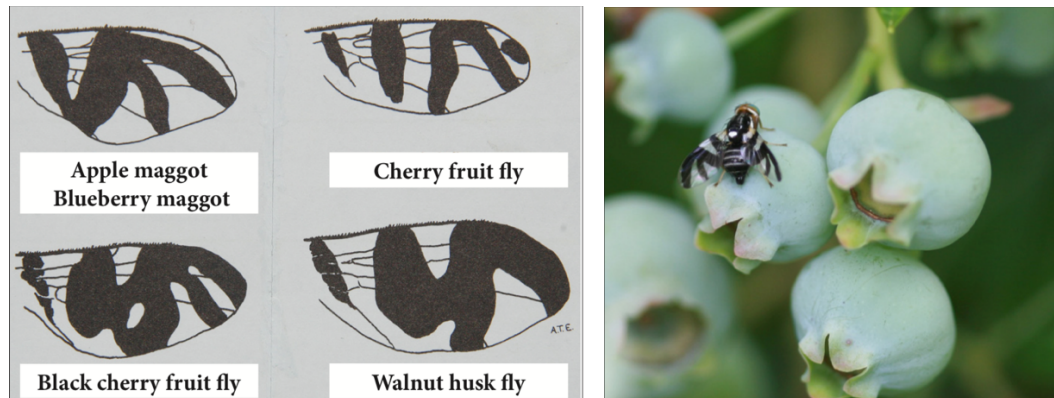 Apple maggot
Blueberry maggot
Cherry fruit fly
A.T.E.
Black cherry fruit fly
Walnut husk fly